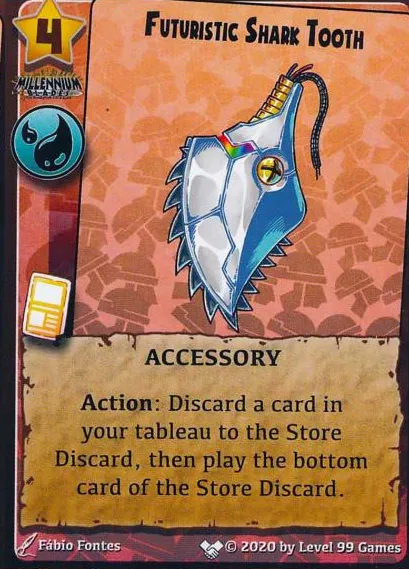 4
Futuristic Shark Tooth
MILLENNIUM
BLADES
ACCESSORY
Action: Discard a card in
your tableau to the Store
Discard, then play the bottom
card of the Store Discard.
Fábio Fontes
© 2020 by Level 99 Games